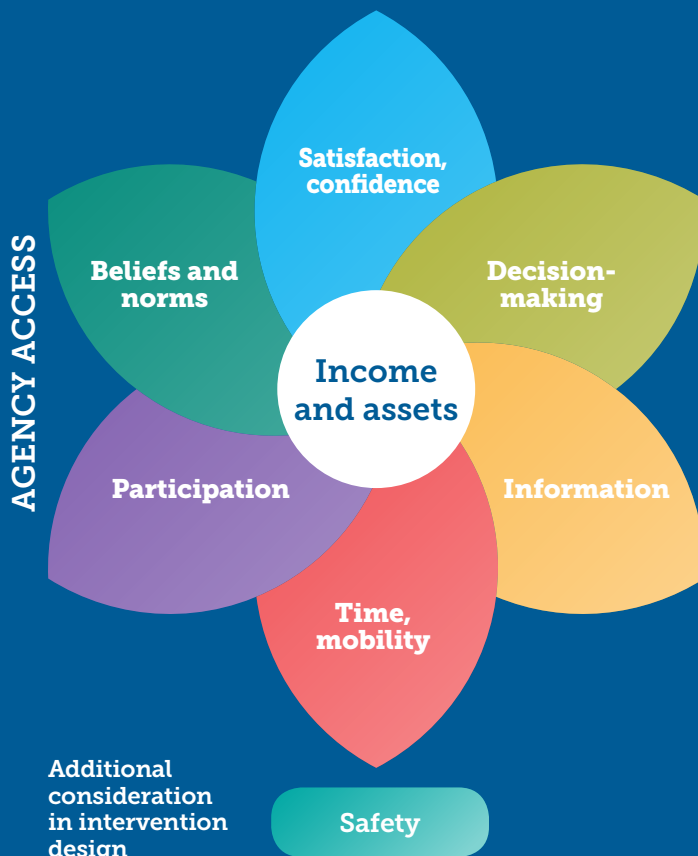 Satisfaction,
confidence
Beliefs and
norms
Decision-
making
AGENCY ACCESS
Income
and assets
Participation
Information
Time,
mobility
Additional
consideration
in intervention
design
Safety